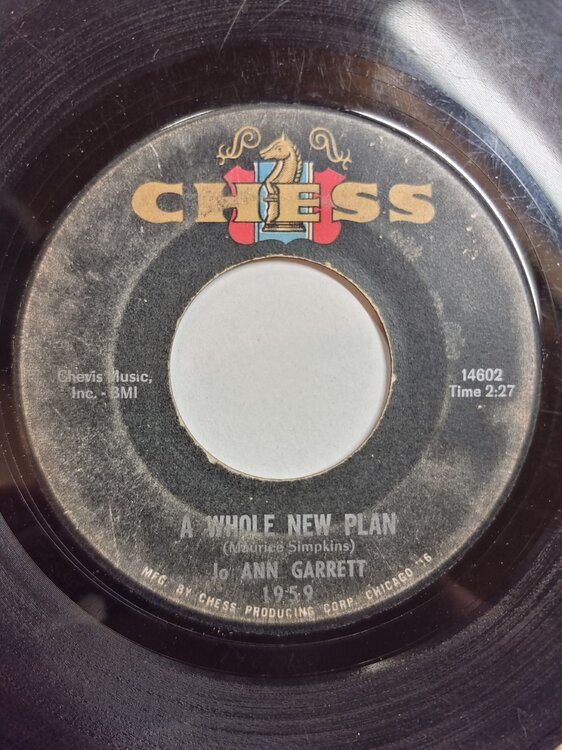 CHESS
Chevis Music,
Inc. - BMI
14602
Time 2:27
A WHOLE NEW PLAN
(Maurice Simpkins)
Jo ANN GARRETT
1959
MFG. BY CHESS PRODUCING CORP. CHICAGO 16